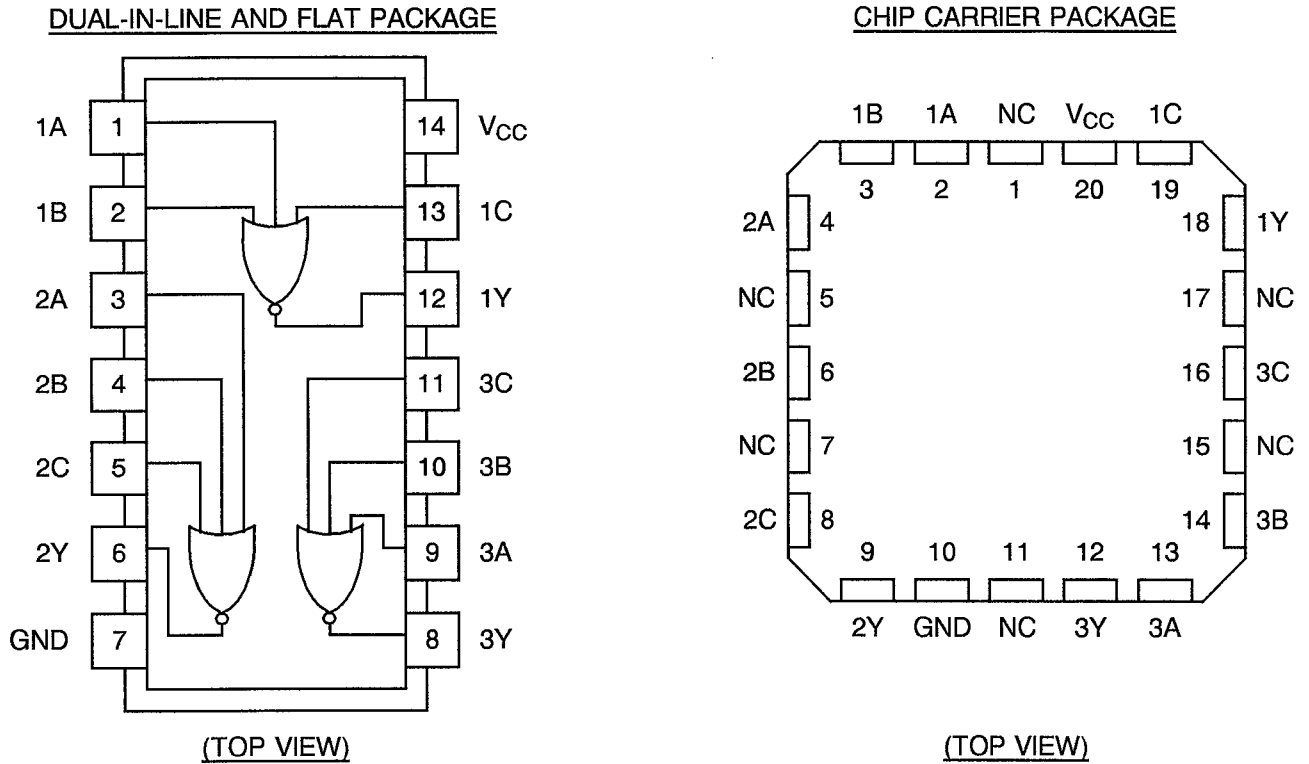 DUAL-IN-LINE AND FLAT PACKAGE
1A 1 14 VCC
1B 2 13 1C
2A 3 12 1Y
2B 4 11 3C
2C 5 10 3B
2Y 6 9 3A
GND 7 8 3Y
(TOP VIEW)
CHIP CARRIER PACKAGE
1B 1A NC VCC 1C
3 2 1 20 19
2A 4 18 1Y
NC 5 17 NC
2B 6 16 3C
NC 7 15 NC
2C 8 14 3B
9 10 11 12 13
2Y GND NC 3Y 3A
(TOP VIEW)